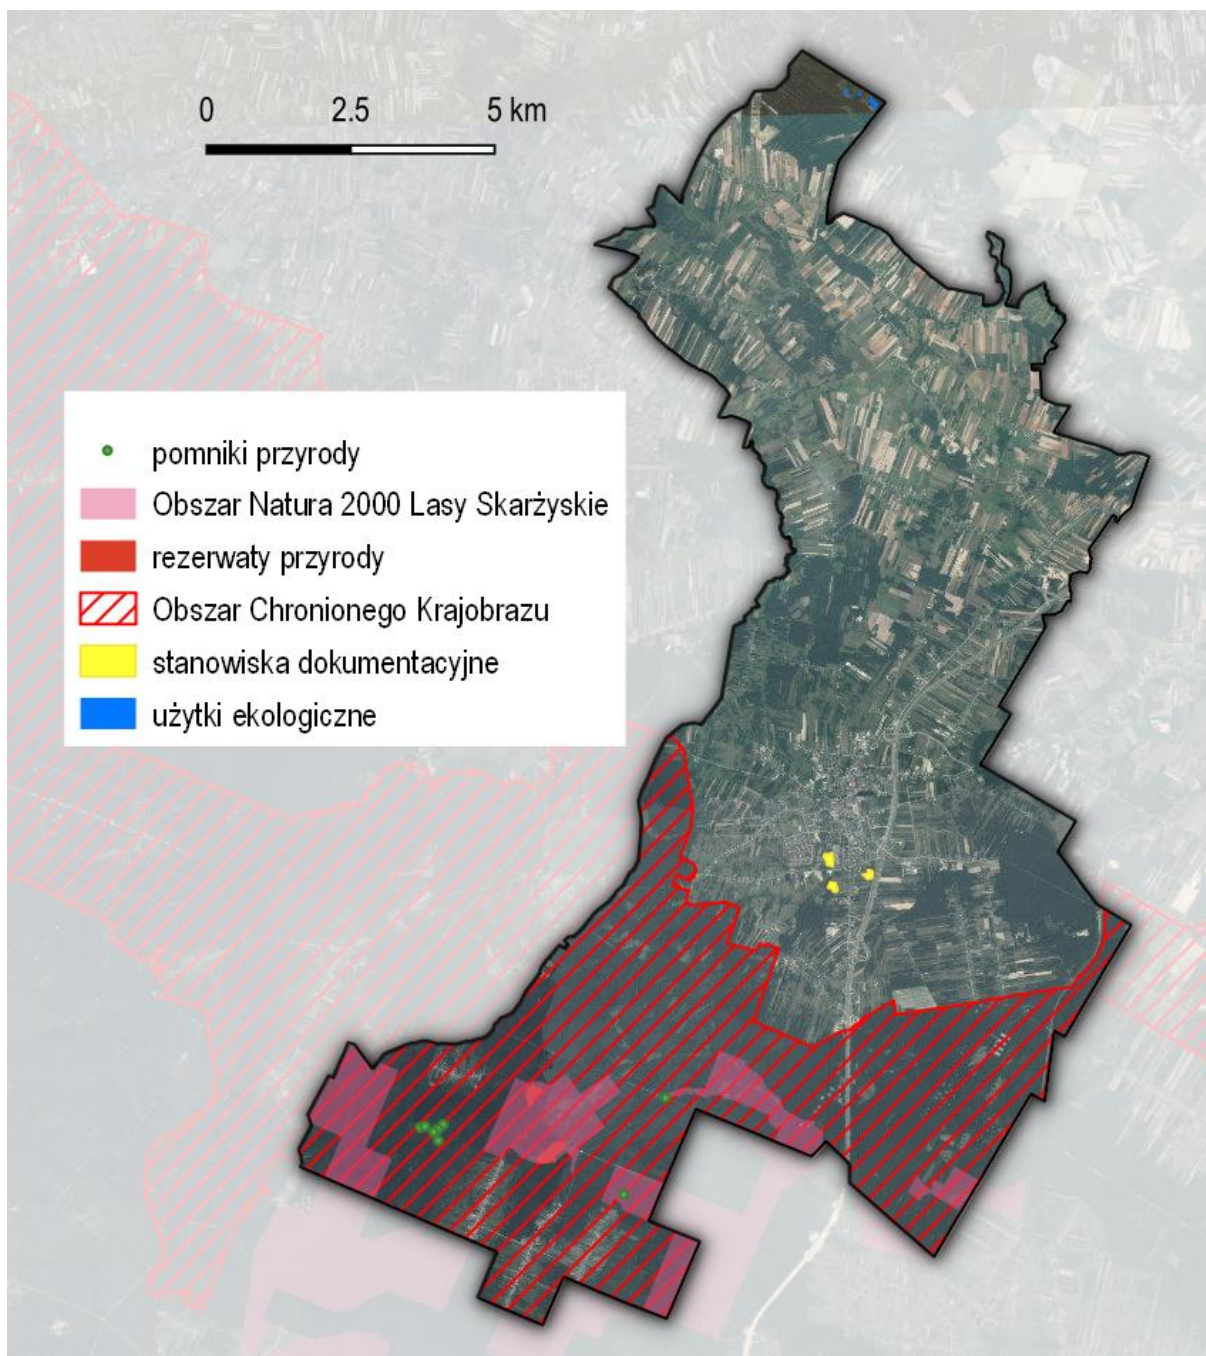 0 2.5 5 km
pomniki przyrody
Obszar Natura 2000 Lasy Skarżyskie
rezerwaty przyrody
Obszar Chronionego Krajobrazu
stanowiska dokumentacyjne
użytki ekologiczne